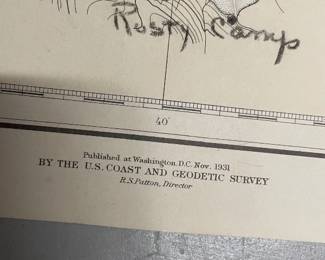 Rusty Camp
40'
Published at Washington, D.C. Nov. 1931
BY THE U.S. COAST AND GEODETIC SURVEY
R.S. Patton, Director